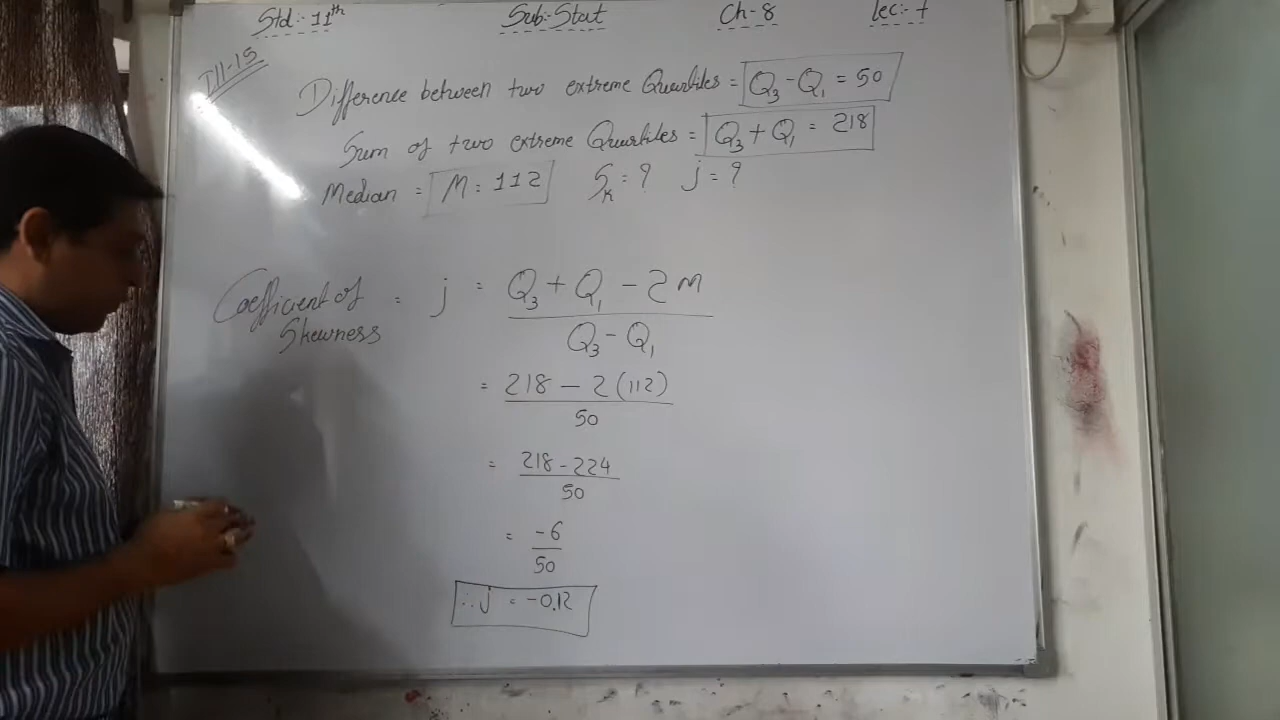 Std:- 11th Sub:- Stat Ch-8 Lec:- 7
Ill-15
Difference between two extreme Quartiles = Q₃ - Q₁ = 50
Sum of two extreme Quartiles = Q₃ + Q₁ = 218
Median = M = 112 Sₖ = ? j = ?
Coefficient of Skewness = j = Q₃ + Q₁ - 2M
Q₃ - Q₁
= 218 - 2(112)
50
= 218 - 224
50
= -6
50
∴ j = -0.12